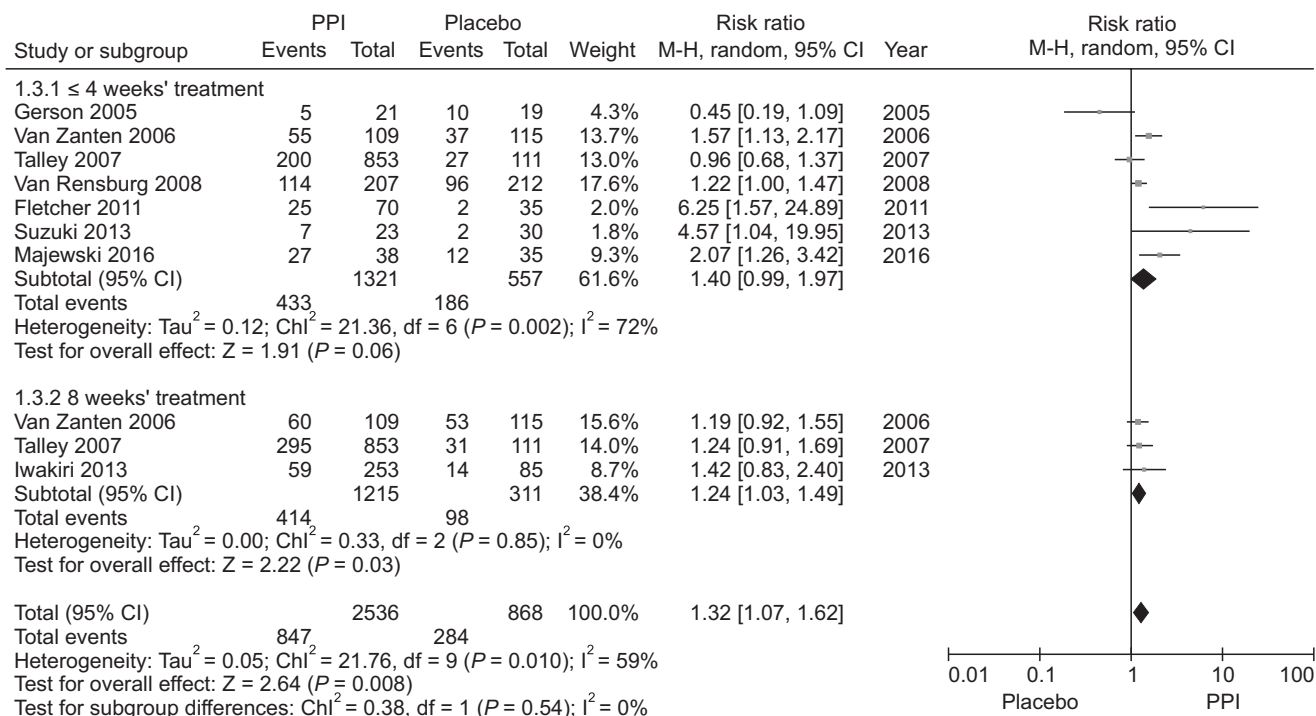 PPI Placebo Risk ratio Risk ratio
Study or subgroup Events Total Events Total Weight M-H, random, 95% CI Year M-H, random, 95% CI
1.3.1 ≤ 4 weeks' treatment
Gerson 2005 5 21 10 19 4.3% 0.45 [0.19, 1.09] 2005
Van Zanten 2006 55 109 37 115 13.7% 1.57 [1.13, 2.17] 2006
Talley 2007 200 853 27 111 13.0% 0.96 [0.68, 1.37] 2007
Van Rensburg 2008 114 207 96 212 17.6% 1.22 [1.00, 1.47] 2008
Fletcher 2011 25 70 2 35 2.0% 6.25 [1.57, 24.89] 2011
Suzuki 2013 7 23 2 30 1.8% 4.57 [1.04, 19.95] 2013
Majewski 2016 27 38 12 35 9.3% 2.07 [1.26, 3.42] 2016
Subtotal (95% CI) 1321 557 61.6% 1.40 [0.99, 1.97]
Total events 433 186
Heterogeneity: Tau² = 0.12; ChI² = 21.36, df = 6 (P = 0.002); I² = 72%
Test for overall effect: Z = 1.91 (P = 0.06)
1.3.2 8 weeks' treatment
Van Zanten 2006 60 109 53 115 15.6% 1.19 [0.92, 1.55] 2006
Talley 2007 295 853 31 111 14.0% 1.24 [0.91, 1.69] 2007
Iwakiri 2013 59 253 14 85 8.7% 1.42 [0.83, 2.40] 2013
Subtotal (95% CI) 1215 311 38.4% 1.24 [1.03, 1.49]
Total events 414 98
Heterogeneity: Tau² = 0.00; ChI² = 0.33, df = 2 (P = 0.85); I² = 0%
Test for overall effect: Z = 2.22 (P = 0.03)
Total (95% CI) 2536 868 100.0% 1.32 [1.07, 1.62]
Total events 847 284
Heterogeneity: Tau² = 0.05; ChI² = 21.76, df = 9 (P = 0.010); I² = 59%
Test for overall effect: Z = 2.64 (P = 0.008)
Test for subgroup differences: ChI² = 0.38, df = 1 (P = 0.54); I² = 0%
0.01 0.1 1 10 100
Placebo PPI